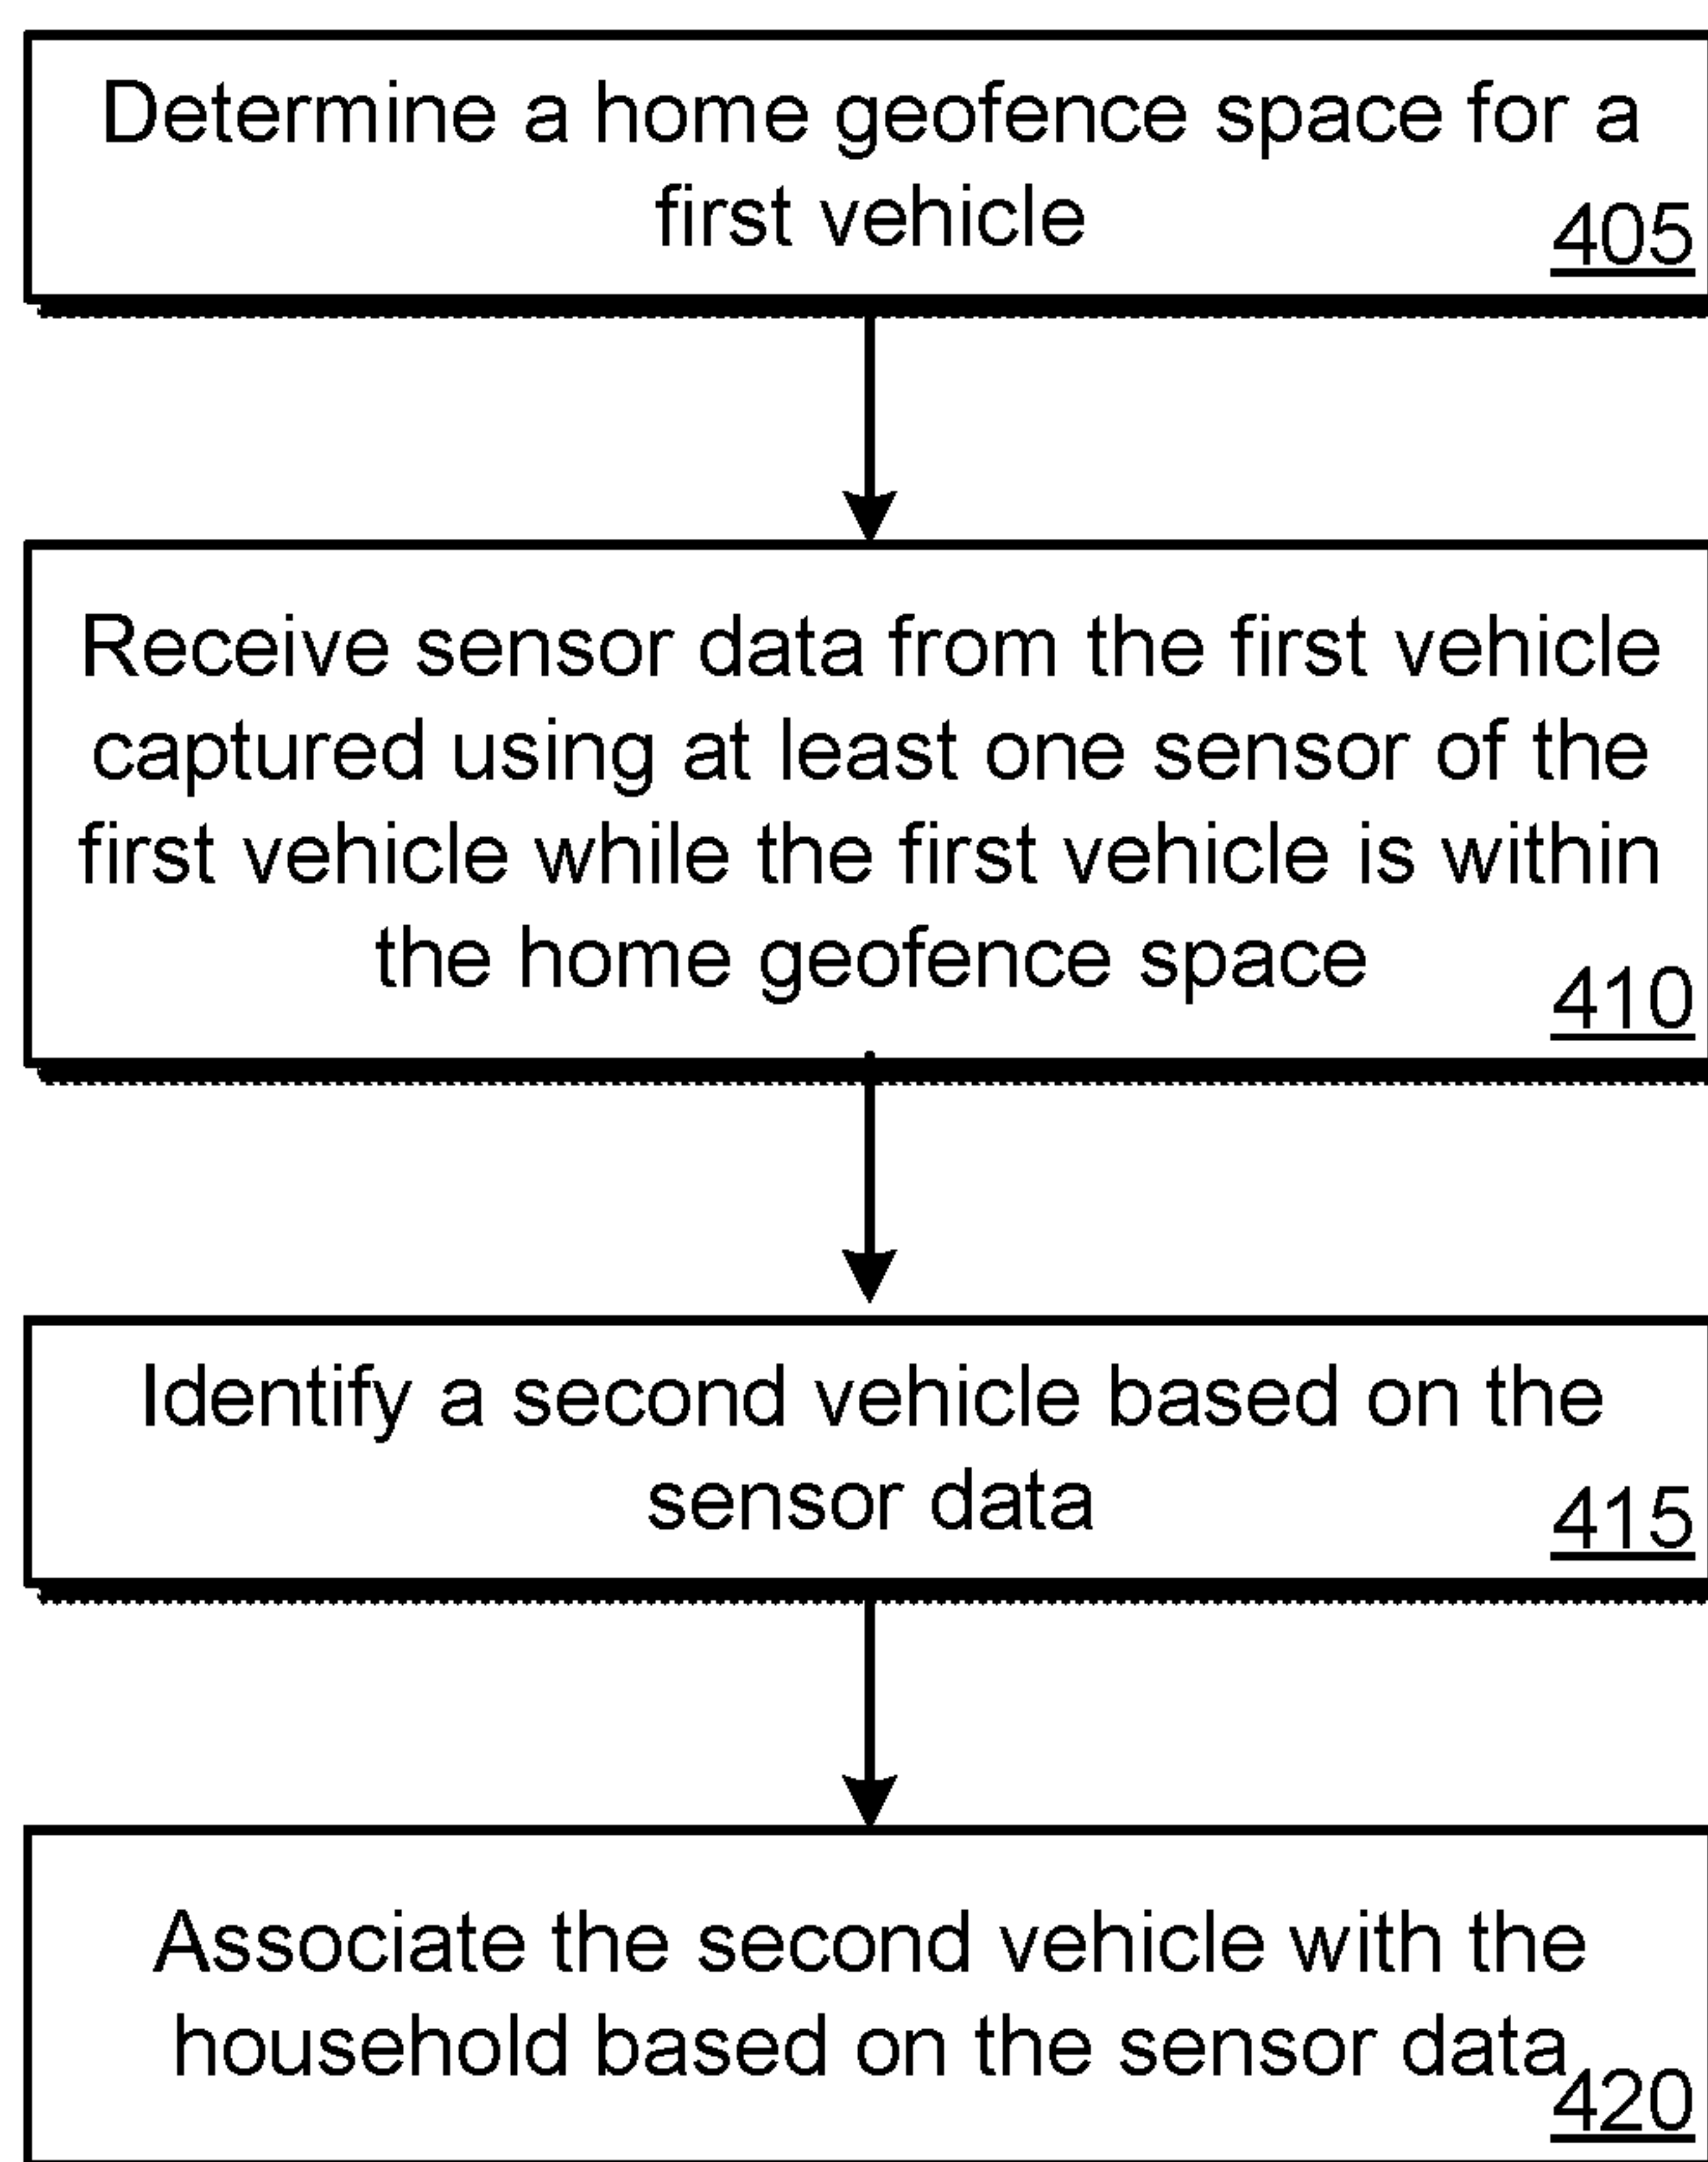 Determine a home geofence space for a
first vehicle
405
Receive sensor data from the first vehicle
captured using at least one sensor of the
first vehicle while the first vehicle is within
the home geofence space
410
Identify a second vehicle based on the
sensor data
415
Associate the second vehicle with the
household based on the sensor data
420